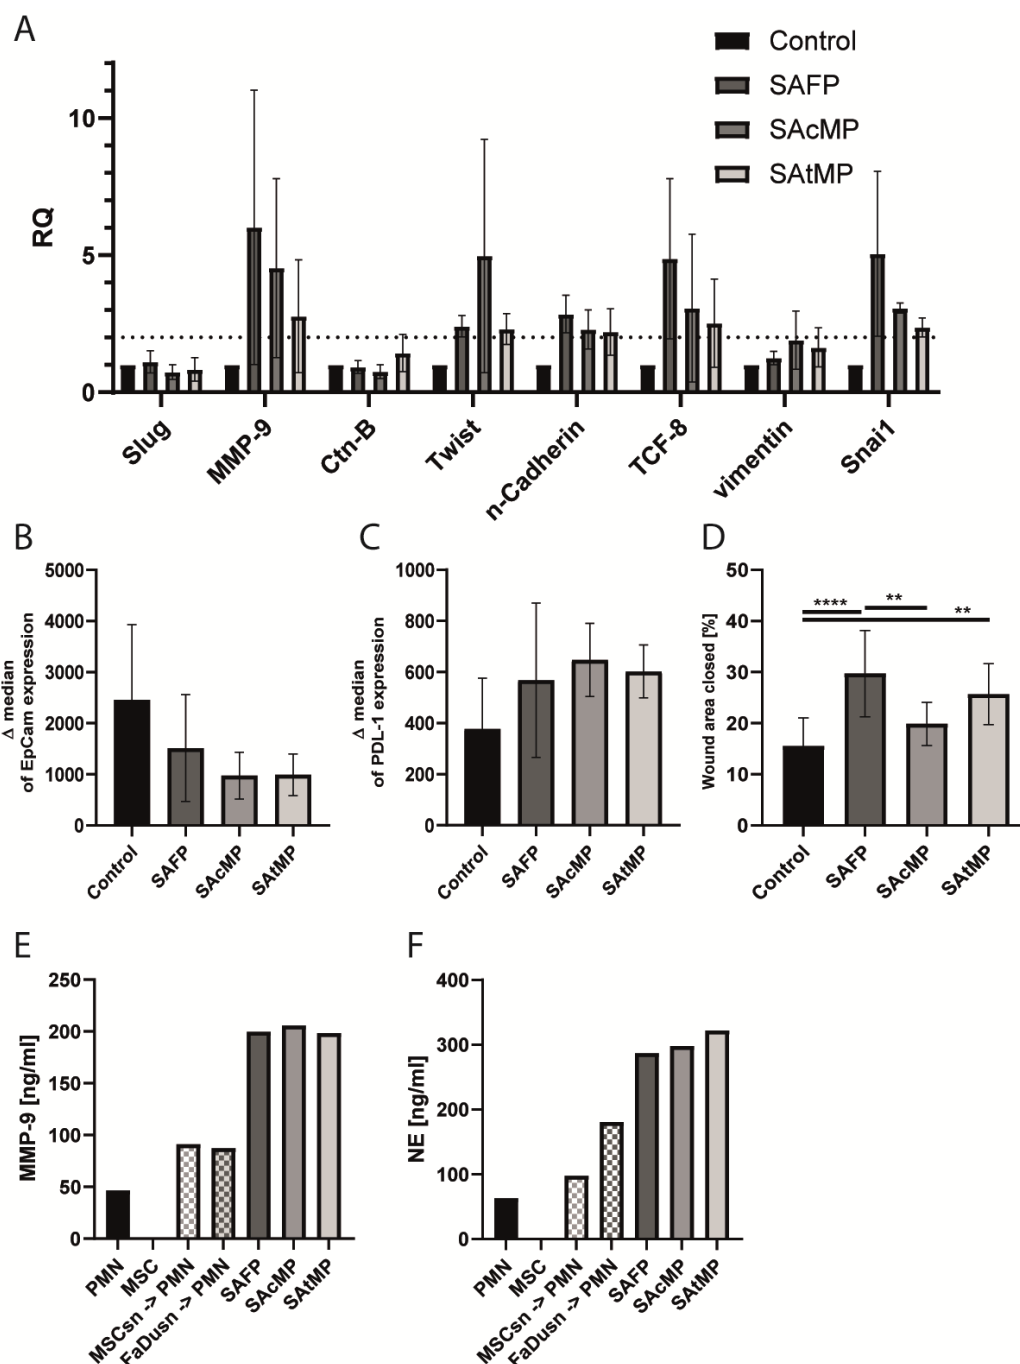 A
Control
SAFP
SAcMP
SAtMP
RQ
10
5
0
Slug
MMP-9
Ctn-B
Twist
n-Cadherin
TCF-8
vimentin
Snai1
B
Δ median
of EpCam expression
5000
4000
3000
2000
1000
0
Control
SAFP
SAcMP
SAtMP
C
Δ median
of PDL-1 expression
1000
800
600
400
200
0
Control
SAFP
SAcMP
SAtMP
D
Wound area closed [%]
50
40
30
20
10
0
****
**
**
Control
SAFP
SAcMP
SAtMP
E
MMP-9 [ng/ml]
250
200
150
100
50
0
PMN
MSC
MSCsn -> PMN
FaDusn -> PMN
SAFP
SAcMP
SAtMP
F
NE [ng/ml]
400
300
200
100
0
PMN
MSC
MSCsn -> PMN
FaDusn -> PMN
SAFP
SAcMP
SAtMP